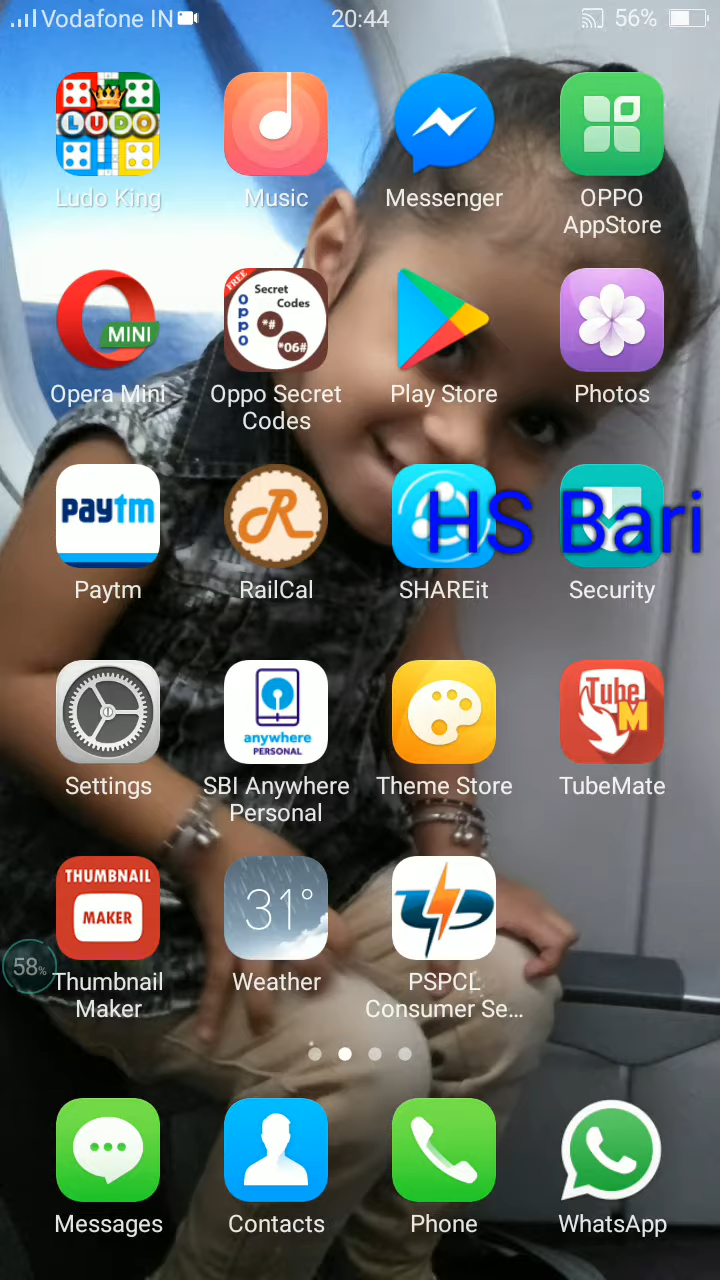 Vodafone IN 20:44 56%
LUDO
Ludo King Music Messenger OPPO
AppStore
FREE
Secret
Codes
oppo
*#
*06#
MINI
Opera Mini Oppo Secret Play Store Photos
Codes
Paytm R HS Bari
Paytm RailCal SHAREit Security
anywhere
PERSONAL
Tube
M
Settings SBI Anywhere Theme Store TubeMate
Personal
THUMBNAIL
MAKER
31°
58%
Thumbnail Weather PSPCL
Maker Consumer Se...
Messages Contacts Phone WhatsApp